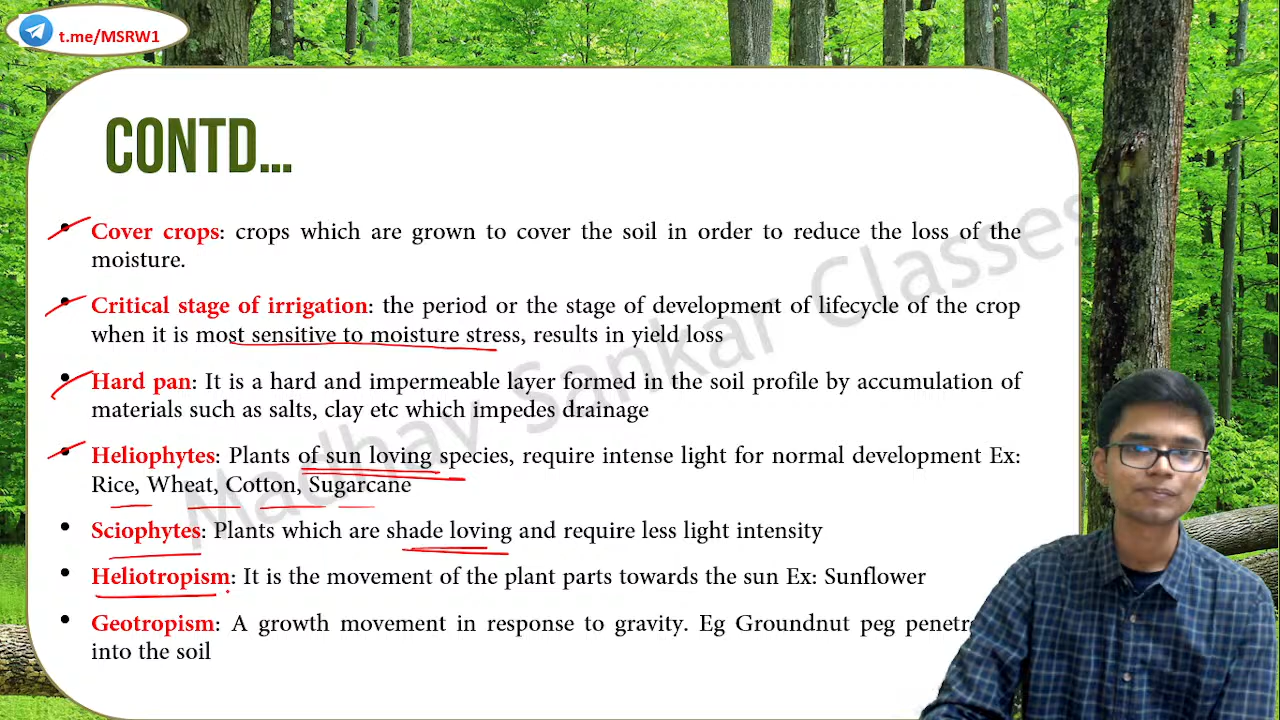 t.me/MSRW1
CONTD...
• Cover crops: crops which are grown to cover the soil in order to reduce the loss of the
moisture.
• Critical stage of irrigation: the period or the stage of development of lifecycle of the crop
when it is most sensitive to moisture stress, results in yield loss
• Hard pan: It is a hard and impermeable layer formed in the soil profile by accumulation of
materials such as salts, clay etc which impedes drainage
• Heliophytes: Plants of sun loving species, require intense light for normal development Ex:
Rice, Wheat, Cotton, Sugarcane
• Sciophytes: Plants which are shade loving and require less light intensity
• Heliotropism: It is the movement of the plant parts towards the sun Ex: Sunflower
• Geotropism: A growth movement in response to gravity. Eg Groundnut peg
into the soil
Madhav Sankar Classes